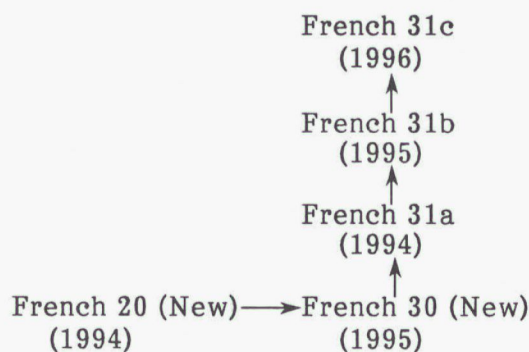 French 31c
(1996)
French 31b
(1995)
French 31a
(1994)
French 20 (New) French 30 (New)
(1994) (1995)